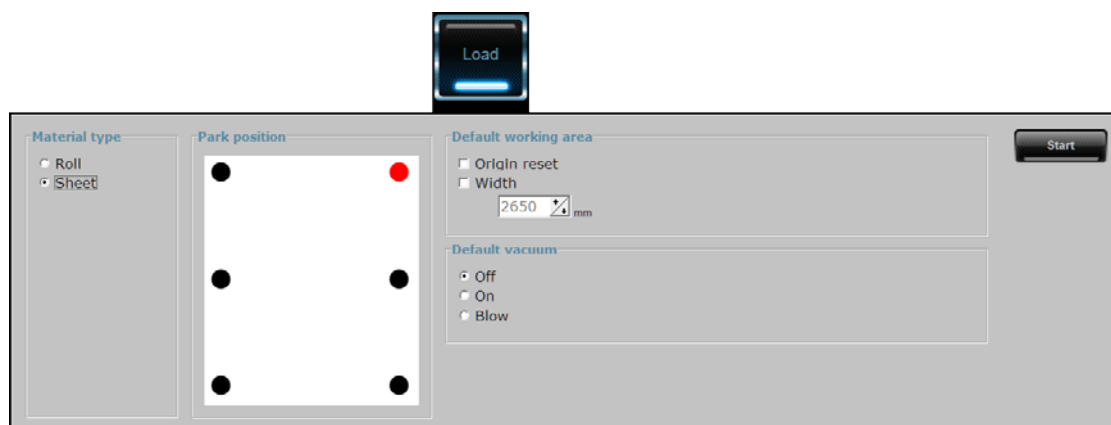 Load
Material type
Roll
Sheet
Park position
Default working area
Origin reset
Width
2650 mm
Default vacuum
Off
On
Blow
Start